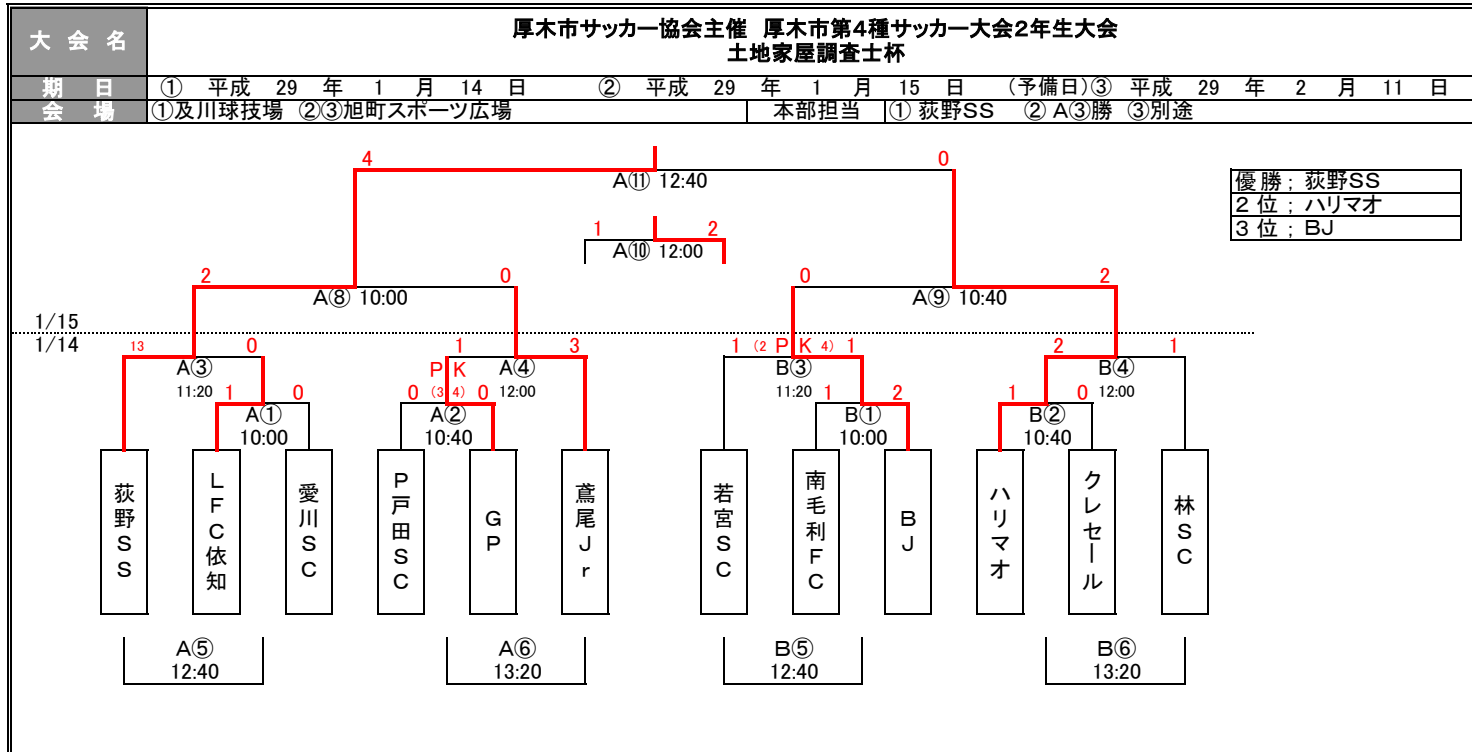 大会名
厚木市サッカー協会主催 厚木市第4種サッカー大会2年生大会
土地家屋調査士杯
期日 ① 平成 29 年 1 月 14 日 ② 平成 29 年 1 月 15 日 (予備日)③ 平成 29 年 2 月 11 日
会場 ①及川球技場 ②③旭町スポーツ広場 本部担当 ① 荻野SS ② A③勝 ③別途
4 0
A⑪ 12:40
優勝；荻野SS
2位；ハリマオ
3位；BJ
1 2
A⑩ 12:00
2 0 0 2
A⑧ 10:00 A⑨ 10:40
1/15
1/14
13 0 1 3 1 (2 PK 4) 1 2 1
A③ PK A④ B③ B④
11:20 12:00 11:20 12:00
1 0 0 (3 4) 0 1 2 1 0
A① A② B① B②
10:00 10:40 10:00 10:40
荻野SS
LFC依知
愛川SC
P戸田SC
GP
鳶尾Jr
若宮SC
南毛利FC
BJ
ハリマオ
クレセール
林SC
A⑤ A⑥ B⑤ B⑥
12:40 13:20 12:40 13:20